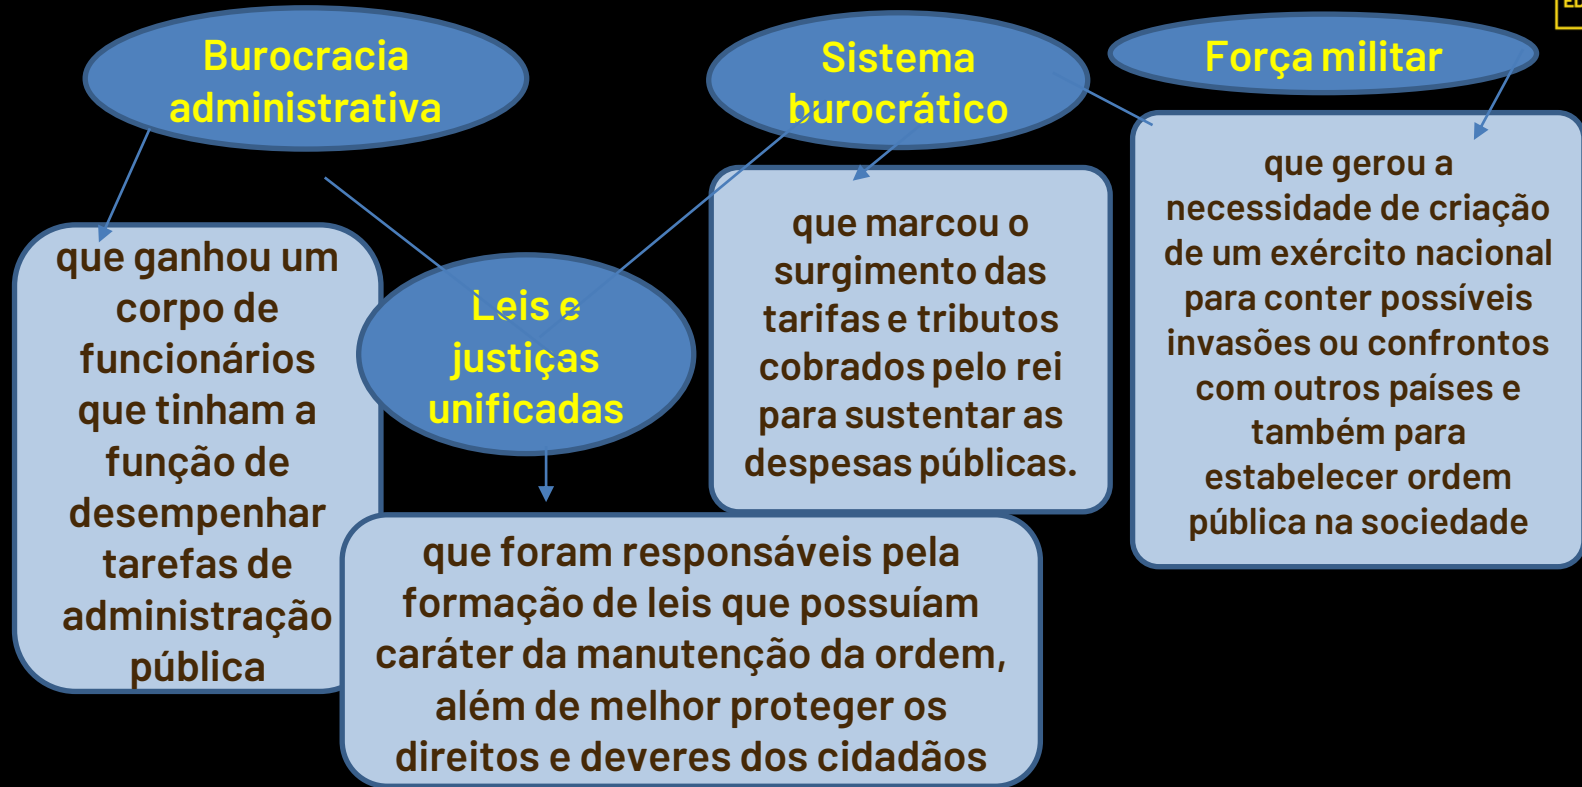 Burocracia
administrativa
que ganhou um
corpo de
funcionários
que tinham a
função de
desempenhar
tarefas de
administração
pública
Leis e
justiças
unificadas
que foram responsáveis pela
formação de leis que possuíam
caráter da manutenção da ordem,
além de melhor proteger os
direitos e deveres dos cidadãos
Sistema
burocrático
que marcou o
surgimento das
tarifas e tributos
cobrados pelo rei
para sustentar as
despesas públicas.
Força militar
que gerou a
necessidade de criação
de um exército nacional
para conter possíveis
invasões ou confrontos
com outros países e
também para
estabelecer ordem
pública na sociedade